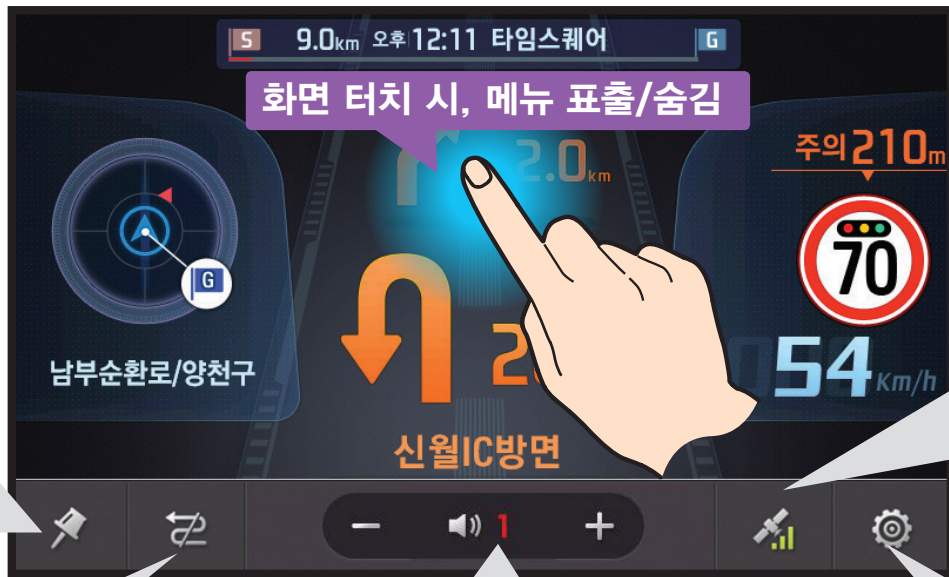 S 9.0km 오후 12:11 타임스퀘어 G
화면 터치 시, 메뉴 표출/숨김
2.0km
주의 210m
70
G
남부순환로/양천구
54 Km/h
신월IC방면
− 1 +